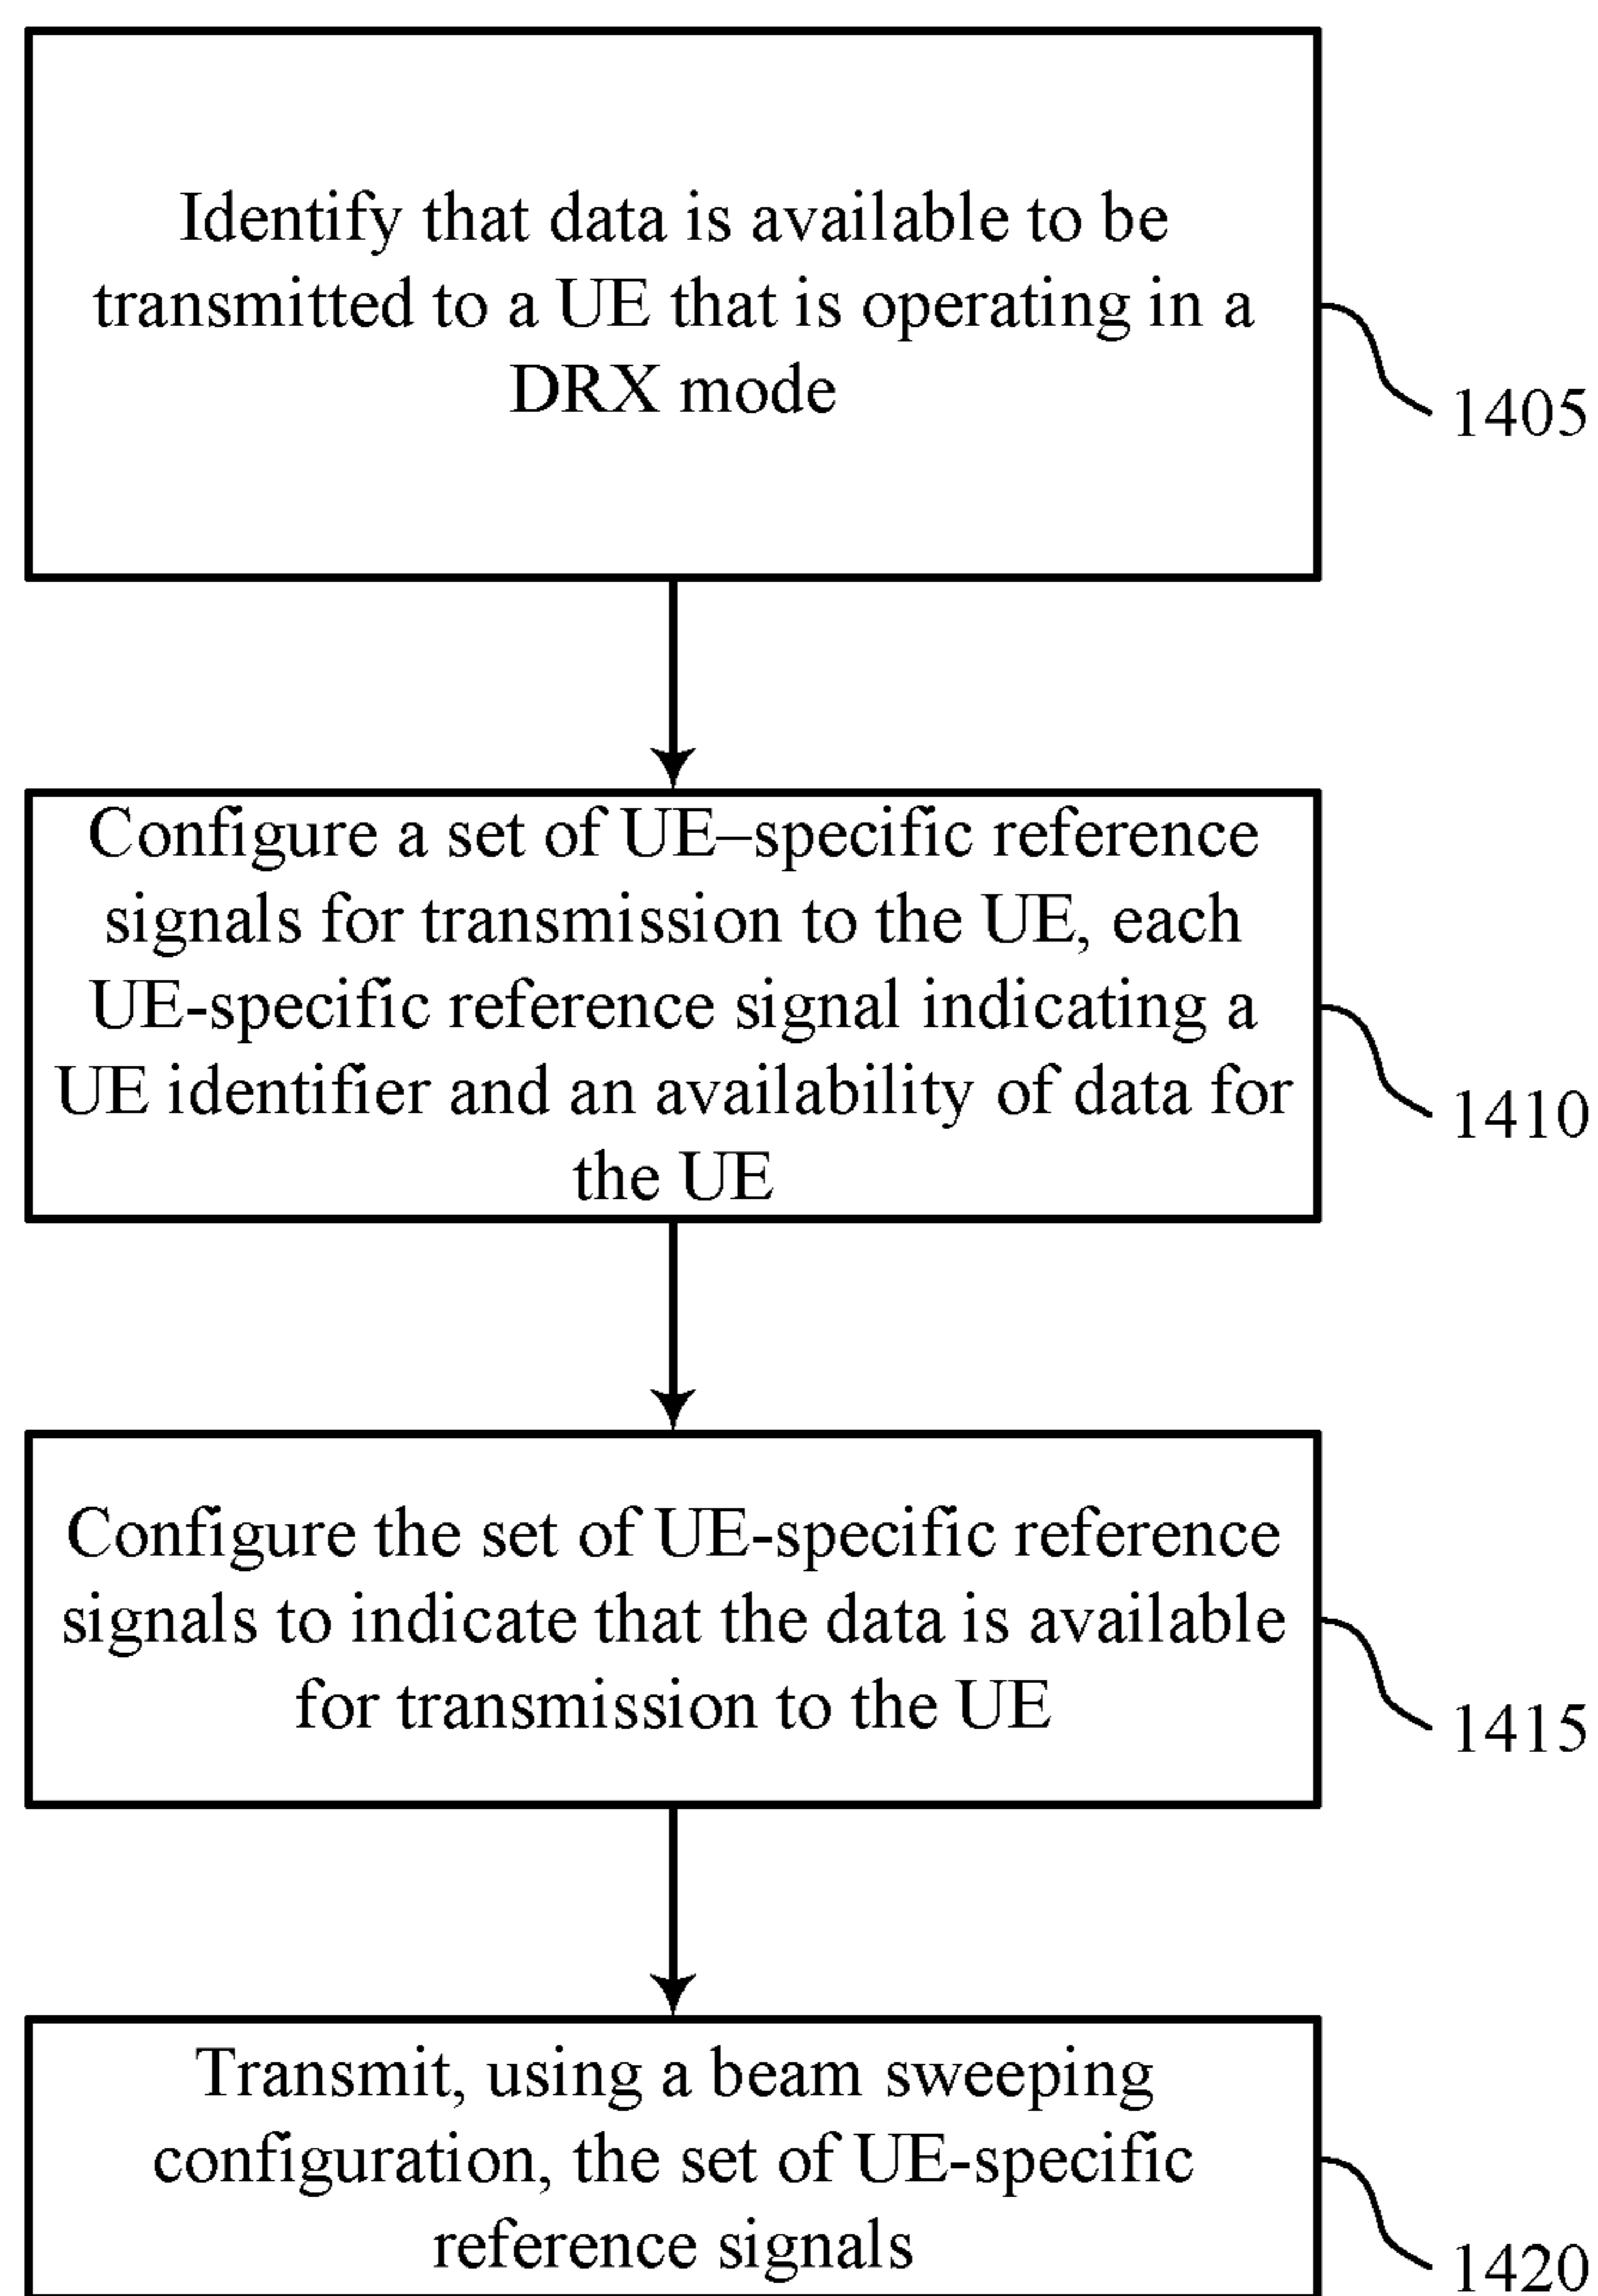 Identify that data is available to be
transmitted to a UE that is operating in a
DRX mode
1405
Configure a set of UE–specific reference
signals for transmission to the UE, each
UE-specific reference signal indicating a
UE identifier and an availability of data for
the UE
1410
Configure the set of UE-specific reference
signals to indicate that the data is available
for transmission to the UE
1415
Transmit, using a beam sweeping
configuration, the set of UE-specific
reference signals
1420